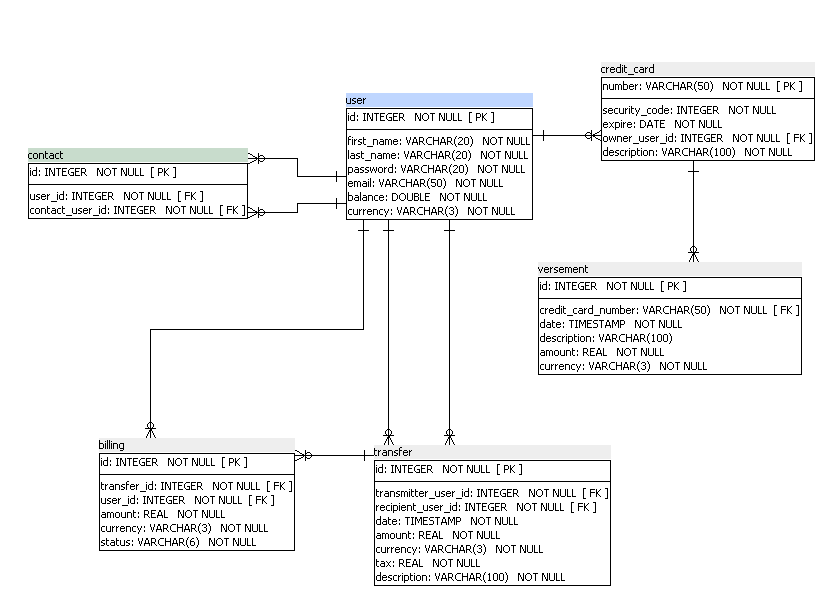 credit_card
number: VARCHAR(50) NOT NULL [ PK ]
security_code: INTEGER NOT NULL
expire: DATE NOT NULL
owner_user_id: INTEGER NOT NULL [ FK ]
description: VARCHAR(100) NOT NULL
user
id: INTEGER NOT NULL [ PK ]
first_name: VARCHAR(20) NOT NULL
last_name: VARCHAR(20) NOT NULL
password: VARCHAR(20) NOT NULL
email: VARCHAR(50) NOT NULL
balance: DOUBLE NOT NULL
currency: VARCHAR(3) NOT NULL
contact
id: INTEGER NOT NULL [ PK ]
user_id: INTEGER NOT NULL [ FK ]
contact_user_id: INTEGER NOT NULL [ FK ]
versement
id: INTEGER NOT NULL [ PK ]
credit_card_number: VARCHAR(50) NOT NULL [ FK ]
date: TIMESTAMP NOT NULL
description: VARCHAR(100)
amount: REAL NOT NULL
currency: VARCHAR(3) NOT NULL
billing
id: INTEGER NOT NULL [ PK ]
transfer_id: INTEGER NOT NULL [ FK ]
user_id: INTEGER NOT NULL [ FK ]
amount: REAL NOT NULL
currency: VARCHAR(3) NOT NULL
status: VARCHAR(6) NOT NULL
transfer
id: INTEGER NOT NULL [ PK ]
transmitter_user_id: INTEGER NOT NULL [ FK ]
recipient_user_id: INTEGER NOT NULL [ FK ]
date: TIMESTAMP NOT NULL
amount: REAL NOT NULL
currency: VARCHAR(3) NOT NULL
tax: REAL NOT NULL
description: VARCHAR(100) NOT NULL